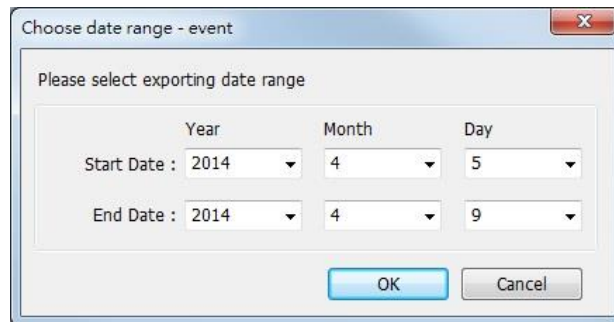 Choose date range - event
Please select exporting date range
Year Month Day
Start Date : 2014 4 5
End Date : 2014 4 9
OK Cancel